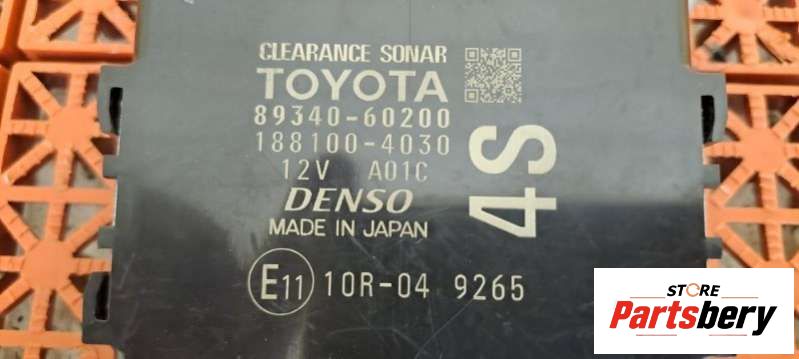 CLEARANCE SONAR
TOYOTA
89340-60200
188100-4030
12V A01C
DENSO
MADE IN JAPAN
4S
E11 10R-04 9265
STORE
Partsbery